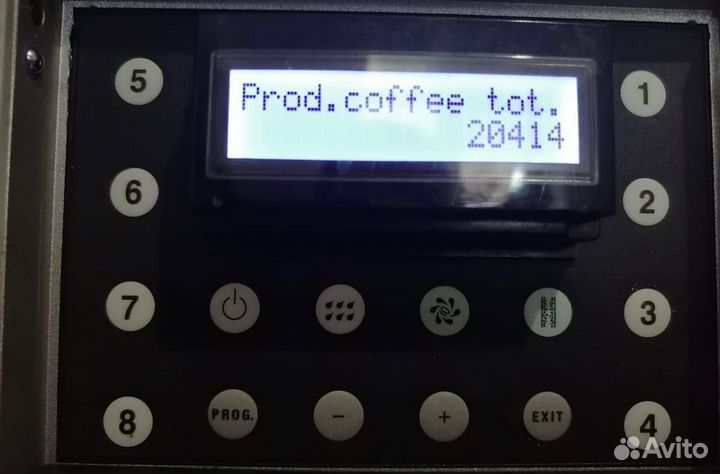 Prod.coffee tot.
20414
5
1
6
2
7
3
PROG.
-
+
EXIT
8
4
Avito